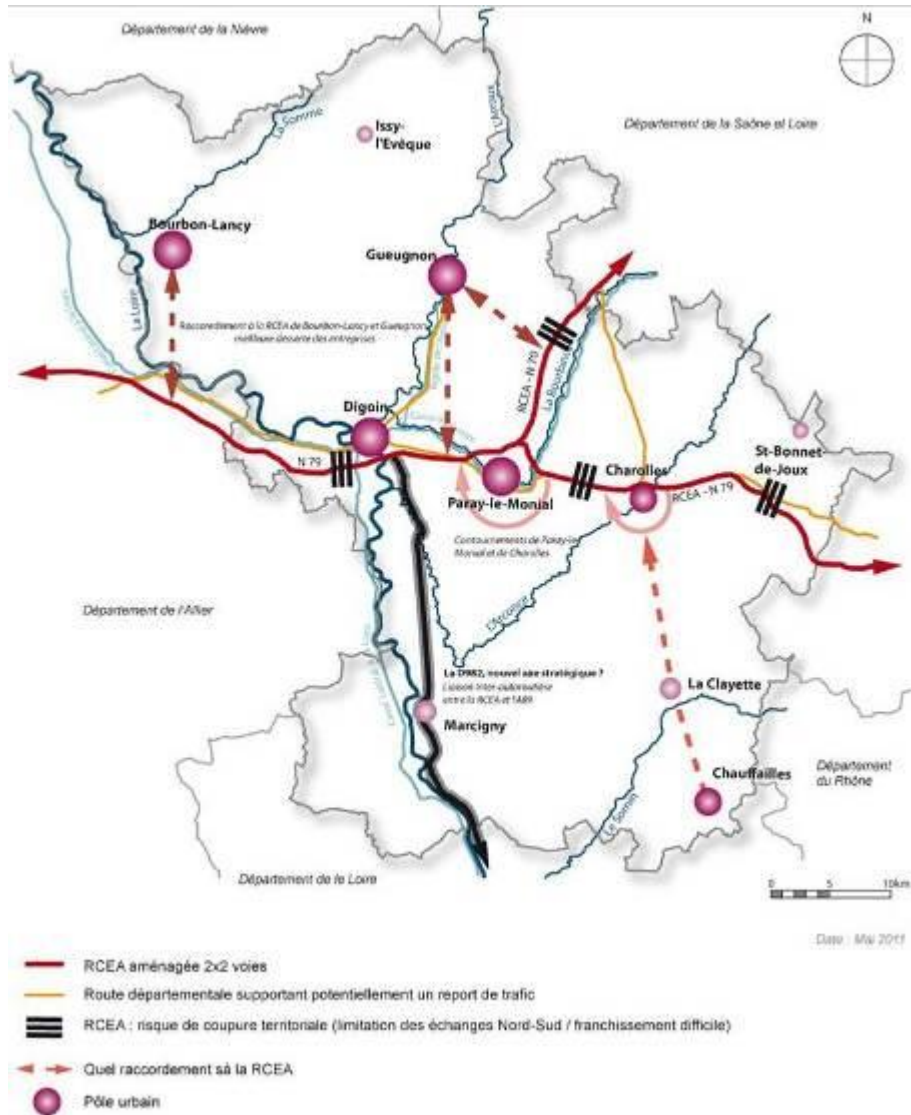 Département de la Nièvre
N
La Somme
L'Arroux
Issy-
l'Evêque
Département de la Saône et Loire
Bourbon-Lancy
Gueugnon
La Loire
Raccordement à la RCEA de Bourbon-Lancy et Gueugnon,
meilleure desserte des entreprises
RCEA - N 70
La Bourbince
Digoin
N 79
Paray-le-Monial
Charolles
RCEA - N 79
St-Bonnet
de-Joux
Contournements de Paray-le-
Monial et de Charolles
L'Arconce
Département de l'Allier
La D982, nouvel axe stratégique ?
Liaison inter-autoroutière
entre la RCEA et l'A89
La Clayette
Marcigny
Chauffailles
Département
du Rhône
Le Sornin
Département de le Loire
0 5 10km
Date : Mai 2011
RCEA aménagée 2x2 voies
Route départementale supportant potentiellement un report de trafic
RCEA : risque de coupure territoriale (limitation des échanges Nord-Sud / franchissement difficile)
Quel raccordement sà la RCEA
Pôle urbain